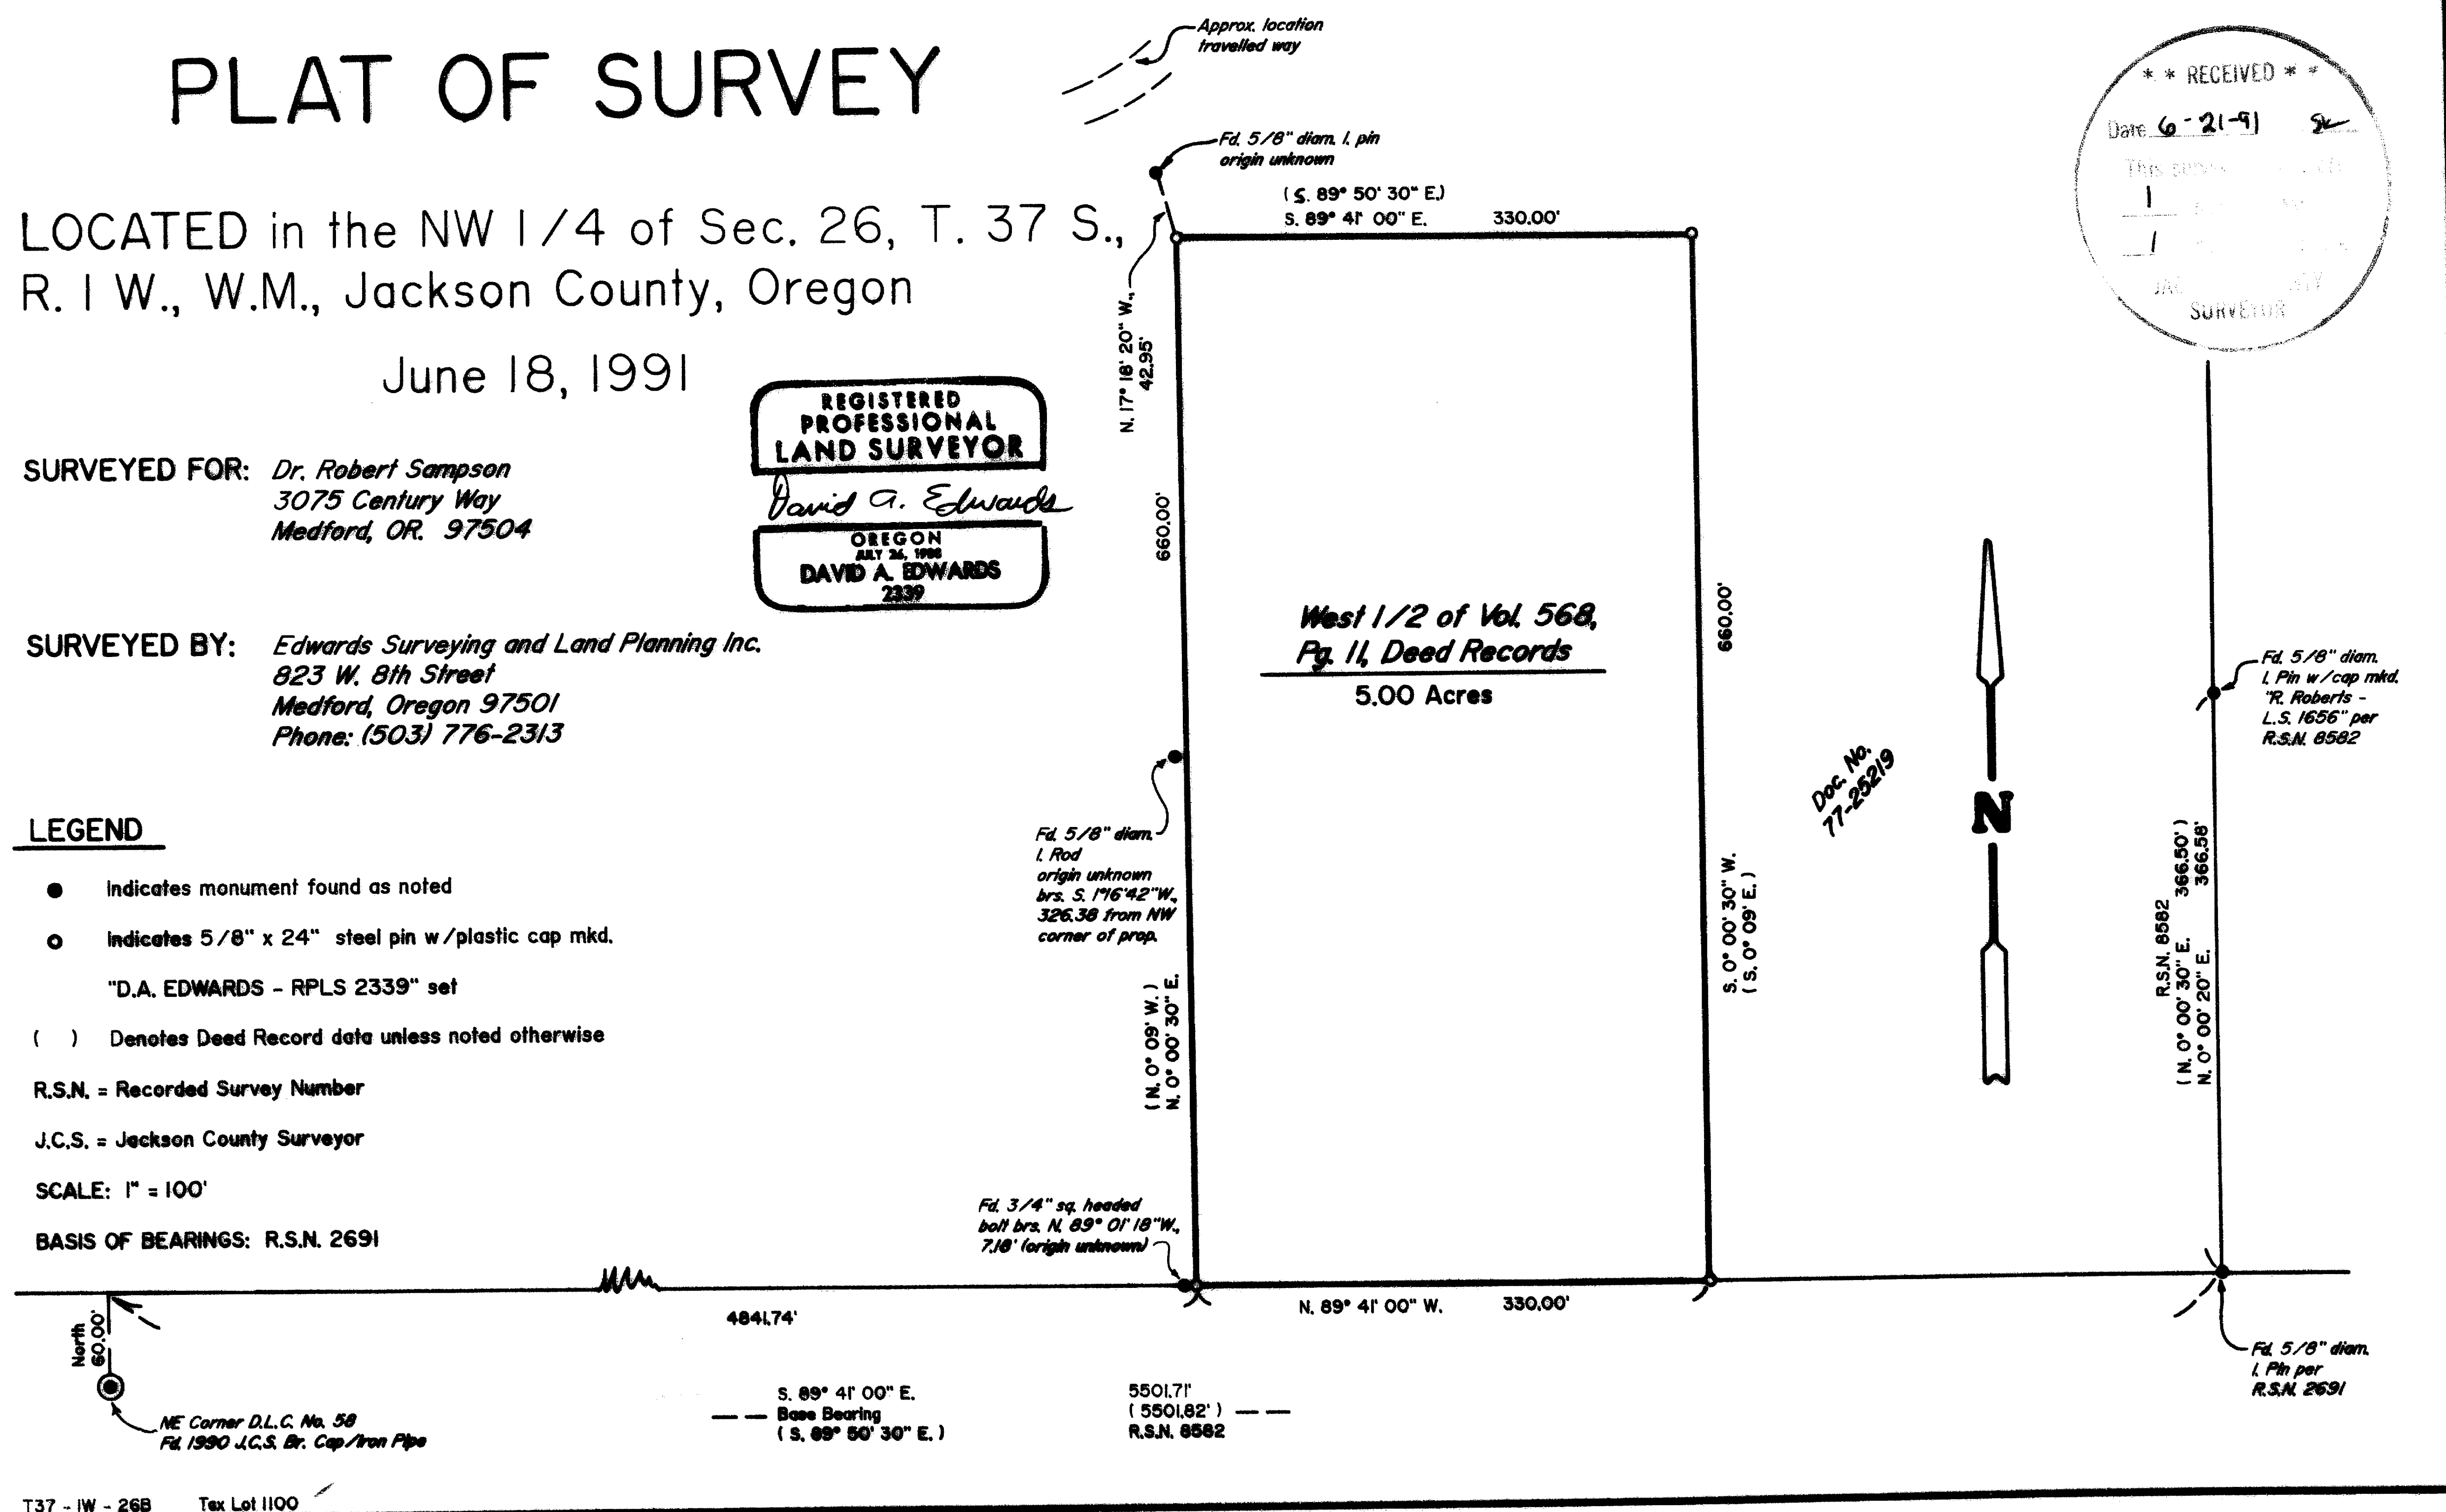 PLAT OF SURVEY
LOCATED in the NW 1/4 of Sec. 26, T. 37 S.,
R. 1 W., W.M., Jackson County, Oregon
June 18, 1991
REGISTERED
PROFESSIONAL
LAND SURVEYOR
David A. Edwards
OREGON
JULY 26, 1988
DAVID A. EDWARDS
2339
SURVEYED FOR: Dr. Robert Sampson
3075 Century Way
Medford, OR. 97504
SURVEYED BY: Edwards Surveying and Land Planning Inc.
823 W. 8th Street
Medford, Oregon 97501
Phone: (503) 776-2313
LEGEND
Indicates monument found as noted
Indicates 5/8" x 24" steel pin w/plastic cap mkd.
"D.A. EDWARDS - RPLS 2339" set
( ) Denotes Deed Record data unless noted otherwise
R.S.N. = Recorded Survey Number
J.C.S. = Jackson County Surveyor
SCALE: 1" = 100'
BASIS OF BEARINGS: R.S.N. 2691
North
60.00'
NE Corner D.L.C. No. 58
Fd. 1990 J.C.S. Br. Cap/Iron Pipe
T37 - 1W - 26B Tax Lot 1100
Approx. location
travelled way
Fd. 5/8" diam. I. pin
origin unknown
(S. 89° 50' 30" E.)
S. 89° 41' 00" E. 330.00'
N. 17° 18' 20" W.,
42.95'
660.00'
West 1/2 of Vol. 568,
Pg. 11, Deed Records
5.00 Acres
660.00'
Fd. 5/8" diam.
I. Rod
origin unknown
brs. S. 1°16'42"W.,
326.38 from NW
corner of prop.
(N. 0° 09' W.)
N. 0° 00' 30" E.
S. 0° 00' 30" W.
(S. 0° 09' E.)
Fd. 3/4" sq. headed
bolt brs. N. 89° 01' 18"W.,
7.18' (origin unknown)
4841.74'
N. 89° 41' 00" W. 330.00'
S. 89° 41' 00" E. 5501.71'
Base Bearing (5501.82')
(S. 89° 50' 30" E.) R.S.N. 8582
Doc. No.
77-25219
N
* * RECEIVED * *
Date 6-21-91
This survey
1
1
SURVEYOR
Fd. 5/8" diam.
I. Pin w/cap mkd.
"R. Roberts -
L.S. 1656" per
R.S.N. 8582
R.S.N. 8582
(N. 0° 00' 30" E. 366.50')
N. 0° 00' 20" E. 366.58'
Fd. 5/8" diam.
I. Pin per
R.S.N. 2691